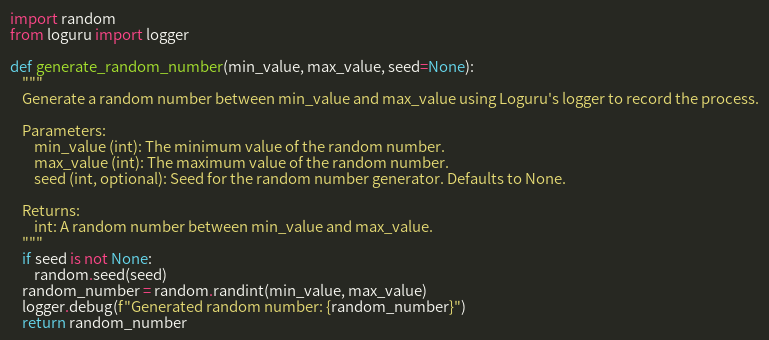 import random
from loguru import logger

def generate_random_number(min_value, max_value, seed=None):
    """
    Generate a random number between min_value and max_value using Loguru's logger to record the process.

    Parameters:
        min_value (int): The minimum value of the random number.
        max_value (int): The maximum value of the random number.
        seed (int, optional): Seed for the random number generator. Defaults to None.

    Returns:
        int: A random number between min_value and max_value.
    """
    if seed is not None:
        random.seed(seed)
    random_number = random.randint(min_value, max_value)
    logger.debug(f"Generated random number: {random_number}")
    return random_number